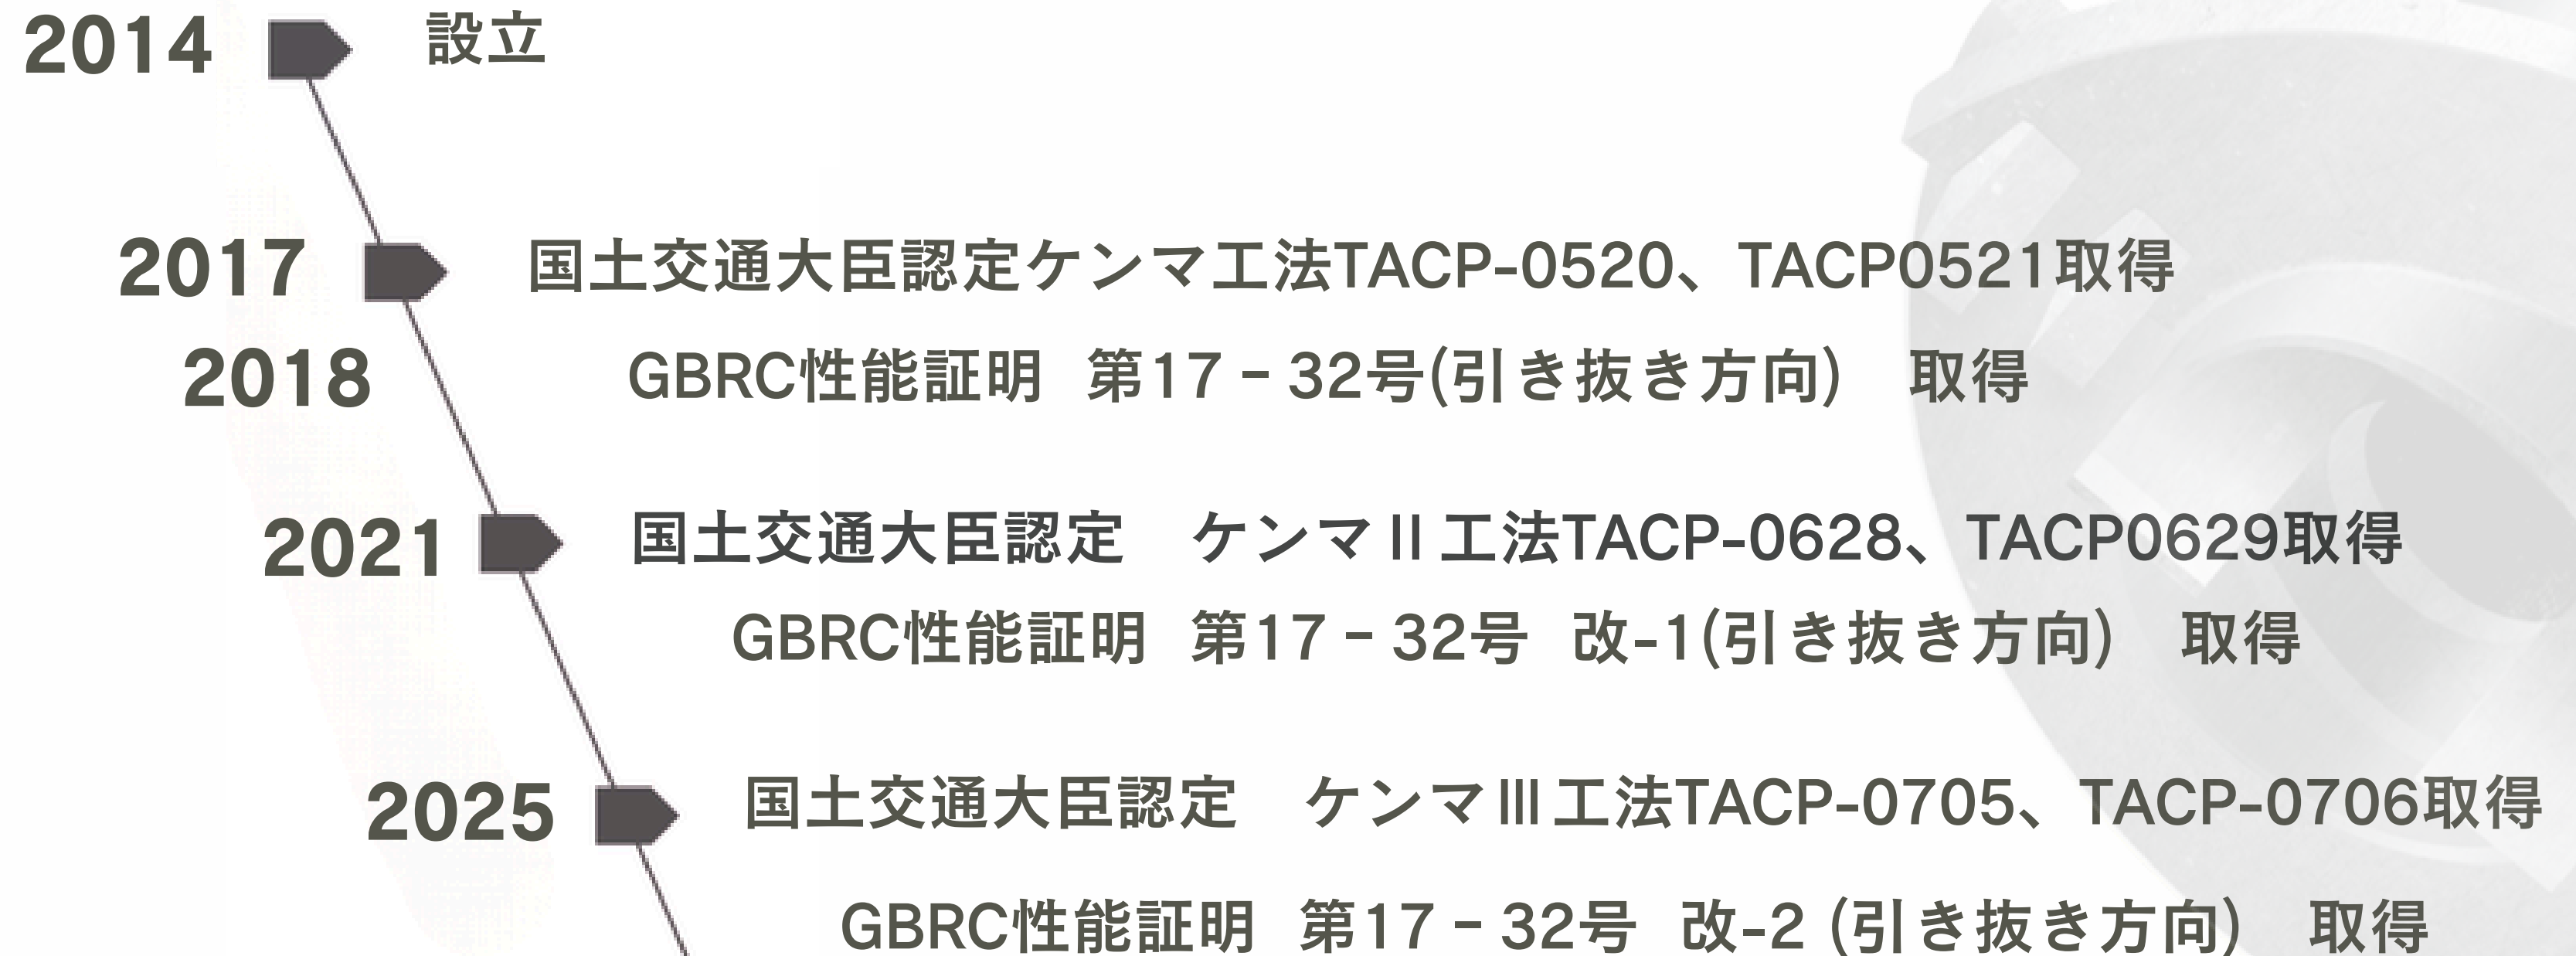 2014 設立
2017 国土交通大臣認定ケンマ工法TACP-0520、TACP0521取得
2018 GBRC性能証明 第17－32号(引き抜き方向) 取得
2021 国土交通大臣認定 ケンマⅡ工法TACP-0628、TACP0629取得
GBRC性能証明 第17－32号 改-1(引き抜き方向) 取得
2025 国土交通大臣認定 ケンマⅢ工法TACP-0705、TACP-0706取得
GBRC性能証明 第17－32号 改-2 (引き抜き方向) 取得